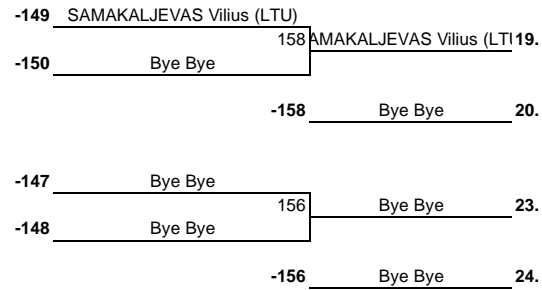 -149 SAMAKALJEVAS Vilius (LTU)
158 AMAKALJEVAS Vilius (LT 19.
-150 Bye Bye
-158 Bye Bye 20.
-147 Bye Bye
156 Bye Bye 23.
-148 Bye Bye
-156 Bye Bye 24.